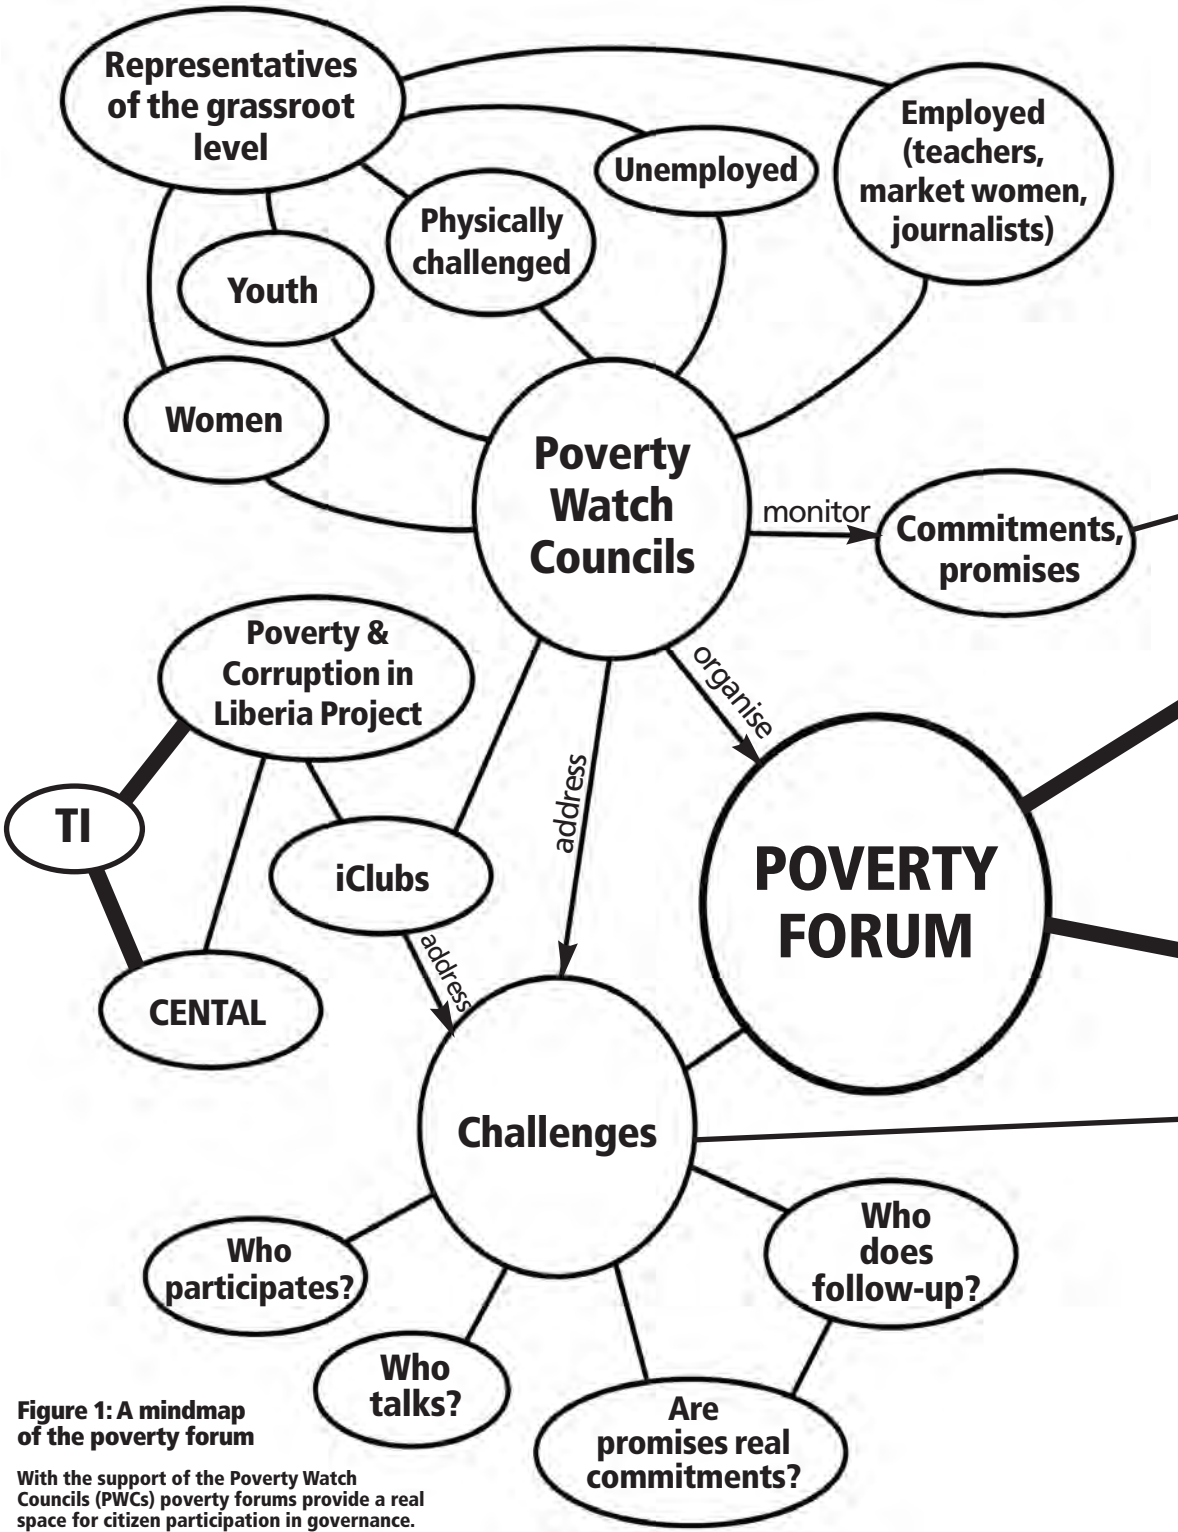 Representatives
of the grassroot
level
Employed
(teachers,
market women,
journalists)
Unemployed
Physically
challenged
Youth
Women
Poverty
Watch
Councils
monitor
Commitments,
promises
Poverty &
Corruption in
Liberia Project
organise
address
TI
iClubs
POVERTY
FORUM
address
CENTAL
Challenges
Who
participates?
Who
does
follow-up?
Who
talks?
Are
promises real
commitments?
Figure 1: A mindmap
of the poverty forum
With the support of the Poverty Watch
Councils (PWCs) poverty forums provide a real
space for citizen participation in governance.